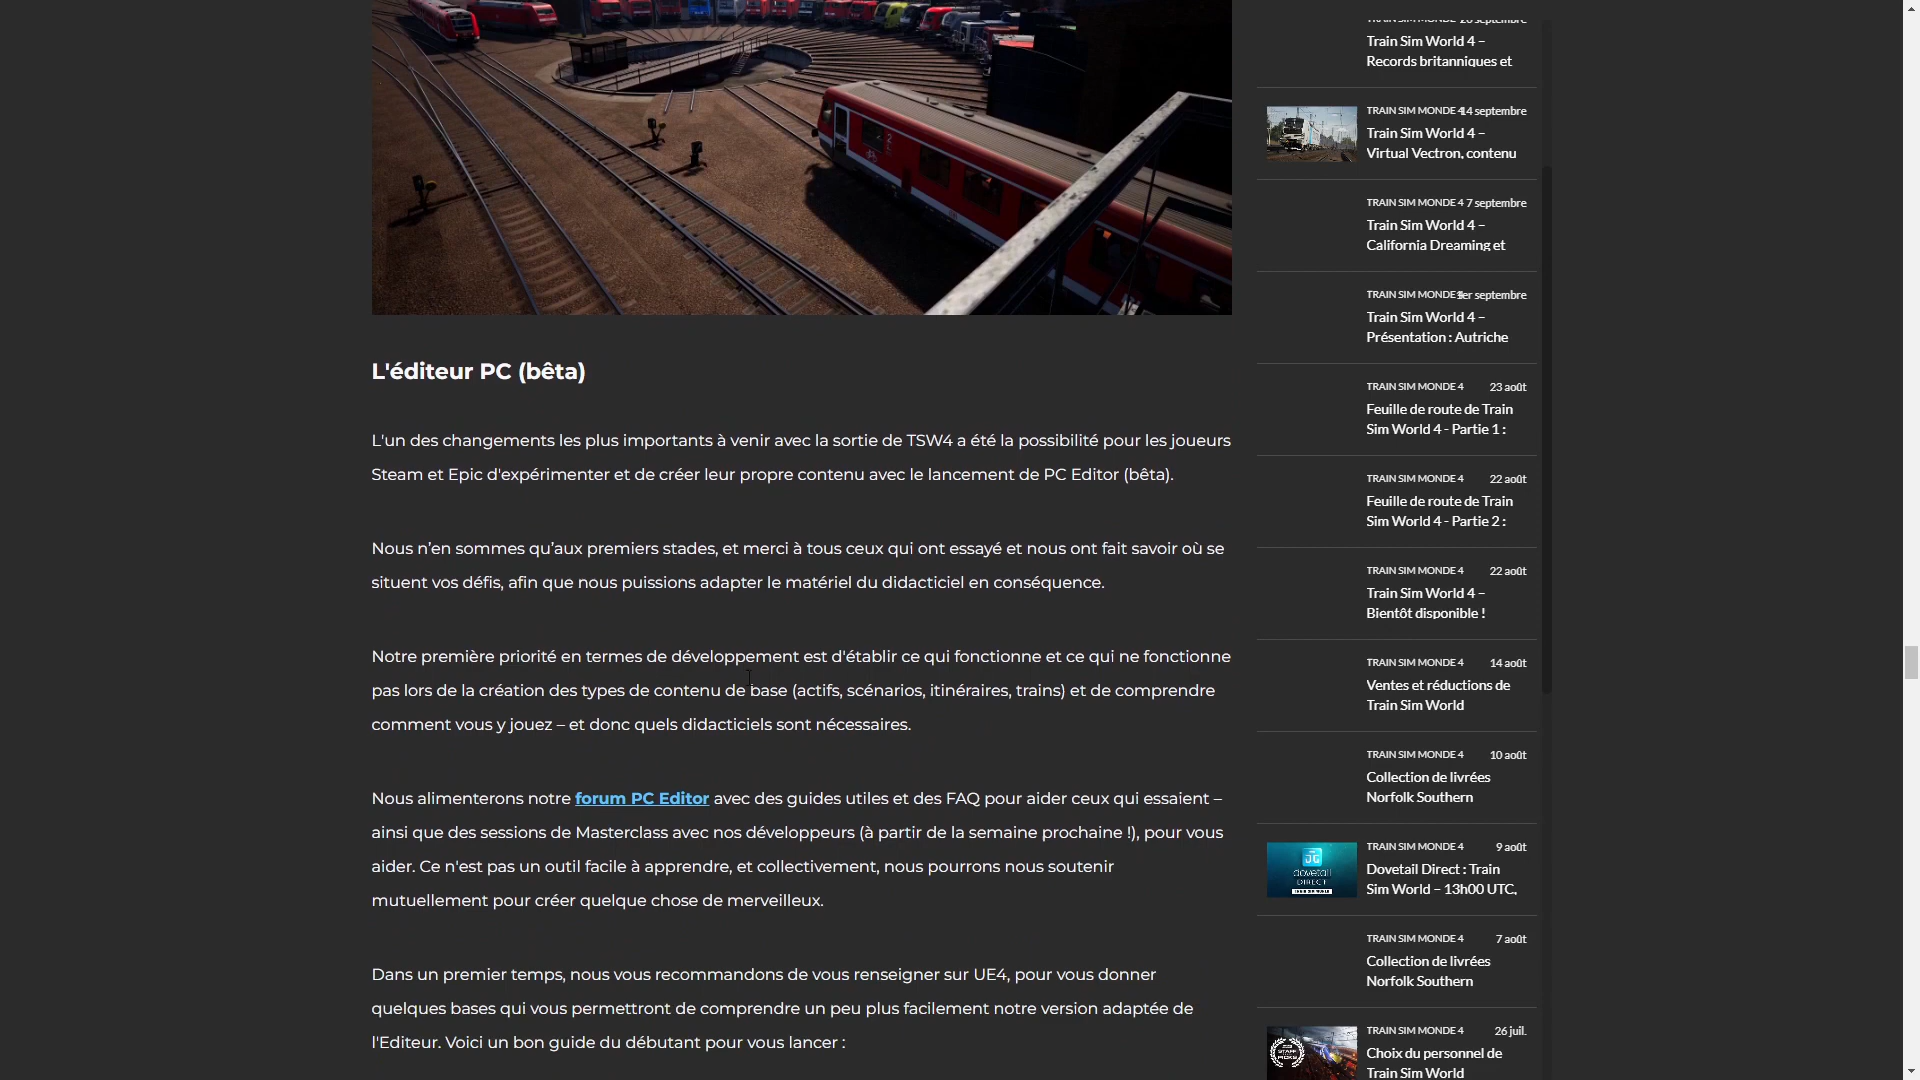 L'éditeur PC (bêta)
L'un des changements les plus importants à venir avec la sortie de TSW4 a été la possibilité pour les joueurs
Steam et Epic d'expérimenter et de créer leur propre contenu avec le lancement de PC Editor (bêta).
Nous n’en sommes qu’aux premiers stades, et merci à tous ceux qui ont essayé et nous ont fait savoir où se
situent vos défis, afin que nous puissions adapter le matériel du didacticiel en conséquence.
Notre première priorité en termes de développement est d'établir ce qui fonctionne et ce qui ne fonctionne
pas lors de la création des types de contenu de base (actifs, scénarios, itinéraires, trains) et de comprendre
comment vous y jouez – et donc quels didacticiels sont nécessaires.
Nous alimenterons notre forum PC Editor avec des guides utiles et des FAQ pour aider ceux qui essaient –
ainsi que des sessions de Masterclass avec nos développeurs (à partir de la semaine prochaine !), pour vous
aider. Ce n'est pas un outil facile à apprendre, et collectivement, nous pourrons nous soutenir
mutuellement pour créer quelque chose de merveilleux.
Dans un premier temps, nous vous recommandons de vous renseigner sur UE4, pour vous donner
quelques bases qui vous permettront de comprendre un peu plus facilement notre version adaptée de
l'Editeur. Voici un bon guide du débutant pour vous lancer :
TRAIN SIM MONDE 4 septembre
Train Sim World 4 –
Records britanniques et
TRAIN SIM MONDE 4 14 septembre
Train Sim World 4 –
Virtual Vectron, contenu
TRAIN SIM MONDE 4 7 septembre
Train Sim World 4 –
California Dreaming et
TRAIN SIM MONDE 4 1er septembre
Train Sim World 4 –
Présentation : Autriche
TRAIN SIM MONDE 4 23 août
Feuille de route de Train
Sim World 4 - Partie 1 :
TRAIN SIM MONDE 4 22 août
Feuille de route de Train
Sim World 4 - Partie 2 :
TRAIN SIM MONDE 4 22 août
Train Sim World 4 –
Bientôt disponible !
TRAIN SIM MONDE 4 14 août
Ventes et réductions de
Train Sim World
TRAIN SIM MONDE 4 10 août
Collection de livrées
Norfolk Southern
dovetail
DIRECT
TRAIN SIM WORLD
TRAIN SIM MONDE 4 9 août
Dovetail Direct : Train
Sim World – 13h00 UTC,
TRAIN SIM MONDE 4 7 août
Collection de livrées
Norfolk Southern
STAFF
PICKS
TRAIN SIM MONDE 4 26 juil.
Choix du personnel de
Train Sim World